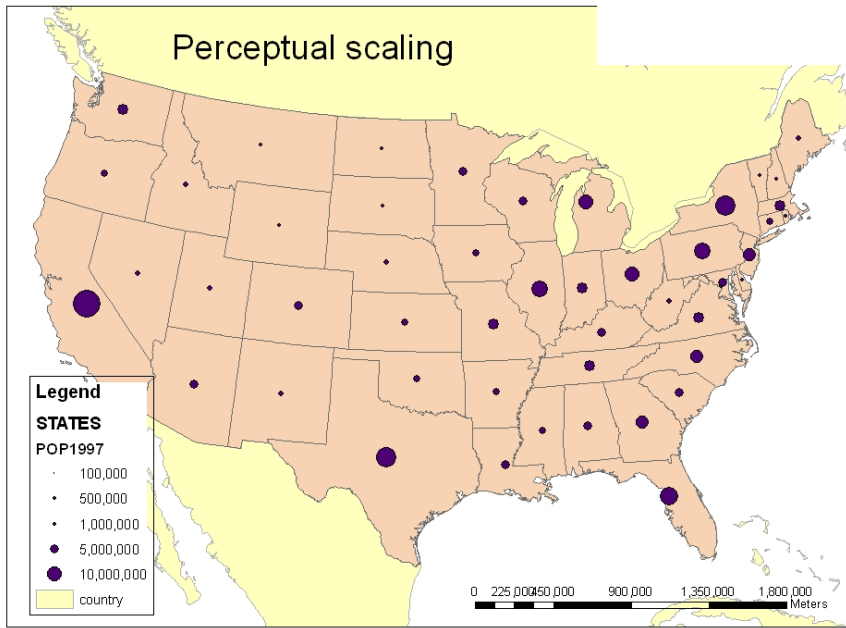 Perceptual scaling
Legend
STATES
POP1997
100,000
500,000
1,000,000
5,000,000
10,000,000
country
0 225,000450,000 900,000 1,350,000 1,800,000
Meters